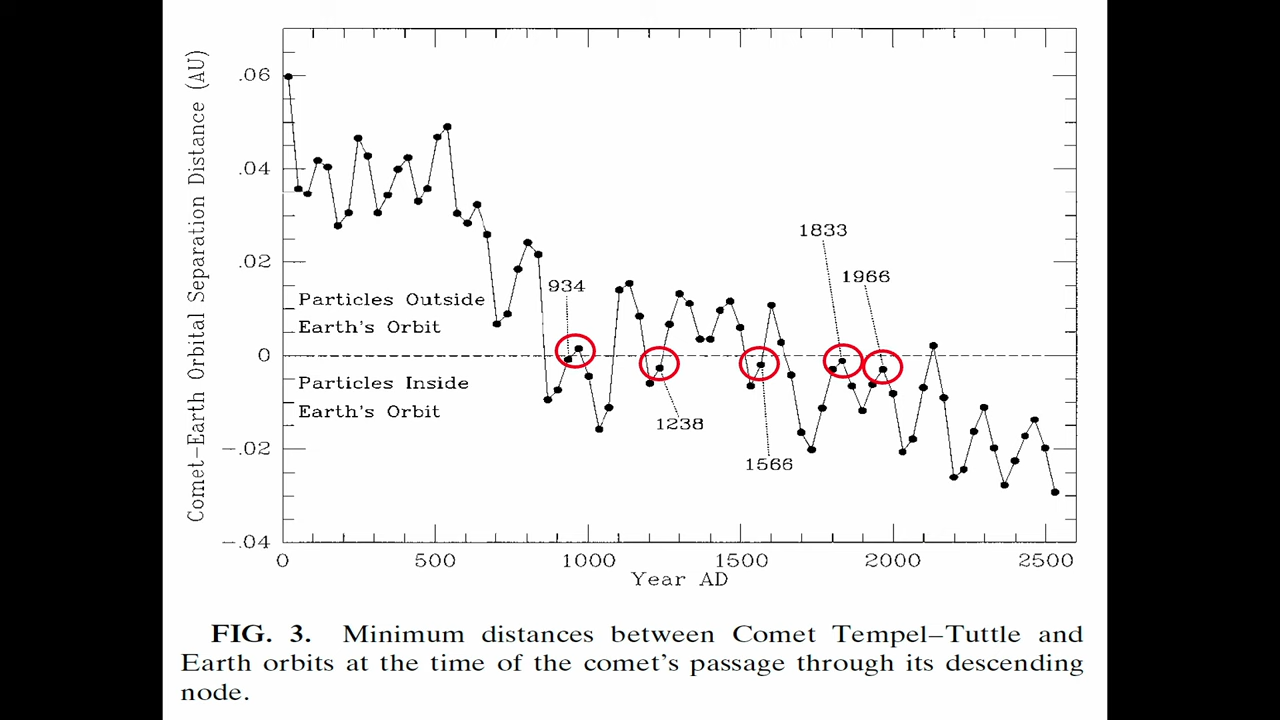 Comet-Earth Orbital Separation Distance (AU)
.06
.04
.02
0
-.02
-.04
1833
1966
934
Particles Outside
Earth's Orbit
Particles Inside
Earth's Orbit
1238
1566
0 500 1000 1500 2000 2500
Year AD
FIG. 3. Minimum distances between Comet Tempel–Tuttle and
Earth orbits at the time of the comet's passage through its descending
node.